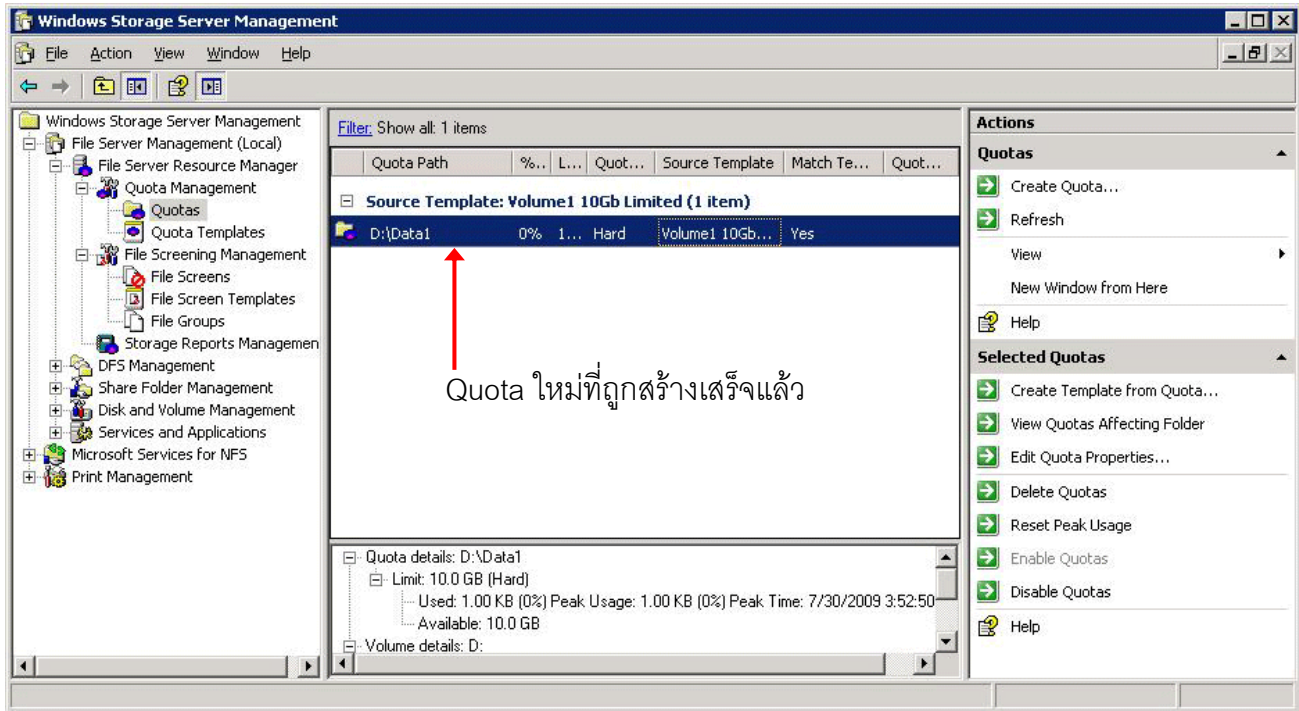 Windows Storage Server Management
File Action View Window Help
Windows Storage Server Management
File Server Management (Local)
File Server Resource Manager
Quota Management
Quotas
Quota Templates
File Screening Management
File Screens
File Screen Templates
File Groups
Storage Reports Managemen
DFS Management
Share Folder Management
Disk and Volume Management
Services and Applications
Microsoft Services for NFS
Print Management
Filter: Show all: 1 items
Quota Path %.. L... Quot... Source Template Match Te... Quot...
Source Template: Volume1 10Gb Limited (1 item)
D:\Data1 0% 1... Hard Volume1 10Gb... Yes
Quota ใหม่ที่ถูกสร้างเสร็จแล้ว
Quota details: D:\Data1
Limit: 10.0 GB (Hard)
Used: 1.00 KB (0%) Peak Usage: 1.00 KB (0%) Peak Time: 7/30/2009 3:52:50
Available: 10.0 GB
Volume details: D:
Actions
Quotas
Create Quota...
Refresh
View
New Window from Here
Help
Selected Quotas
Create Template from Quota...
View Quotas Affecting Folder
Edit Quota Properties...
Delete Quotas
Reset Peak Usage
Enable Quotas
Disable Quotas
Help